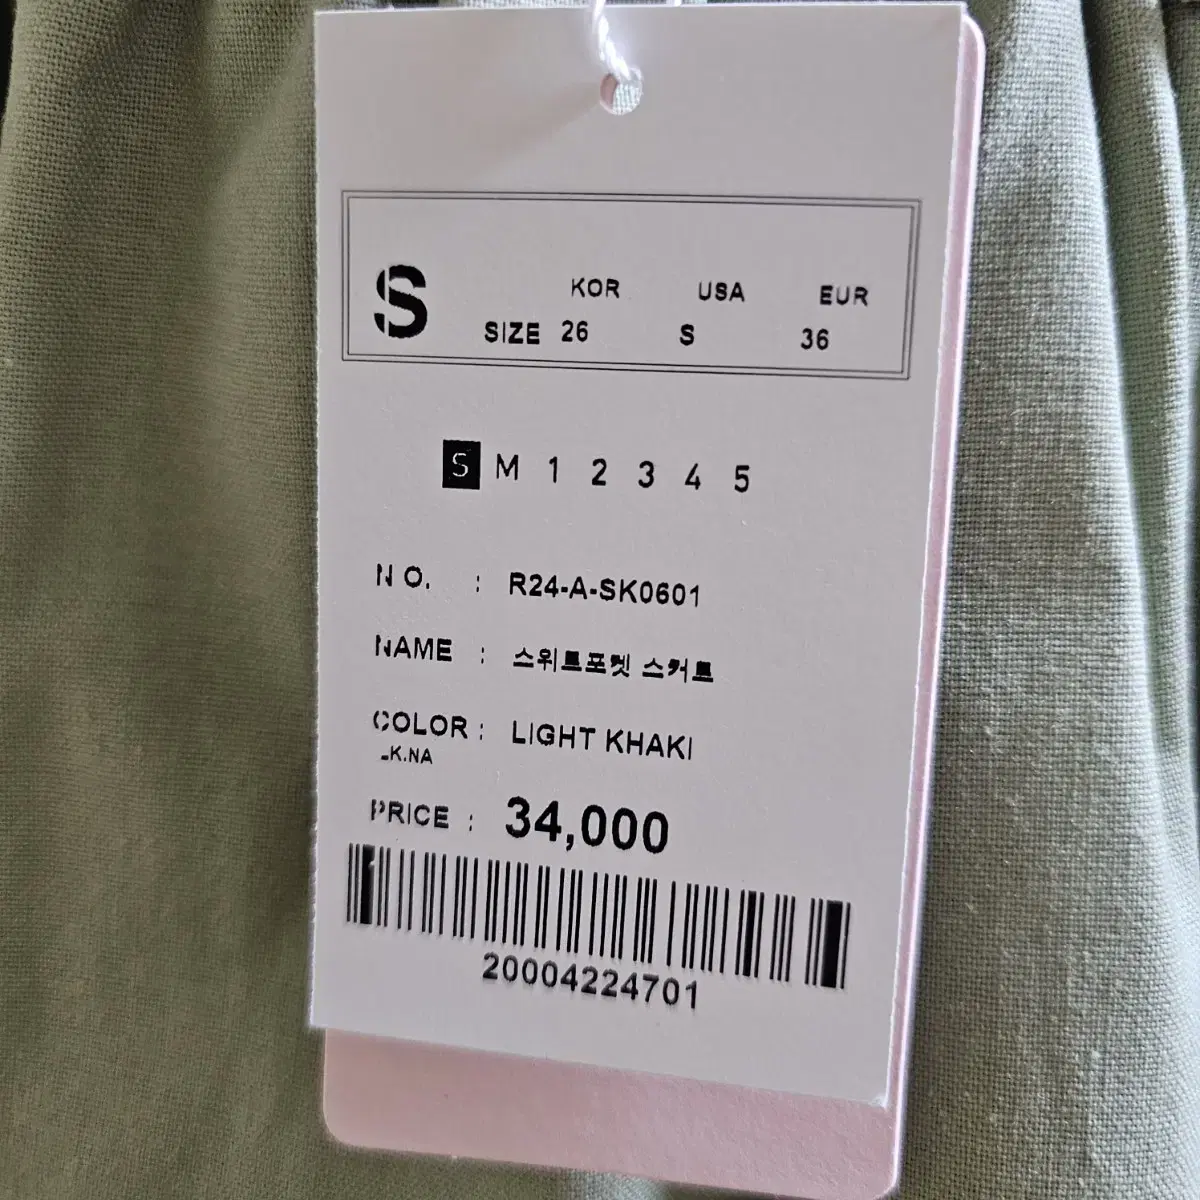 S
KOR USA EUR
SIZE 26 S 36
S M 1 2 3 4 5
NO. : R24-A-SK0601
NAME : 스위트포켓 스커트
COLOR : LIGHT KHAKI
PRICE : 34,000
20004224701